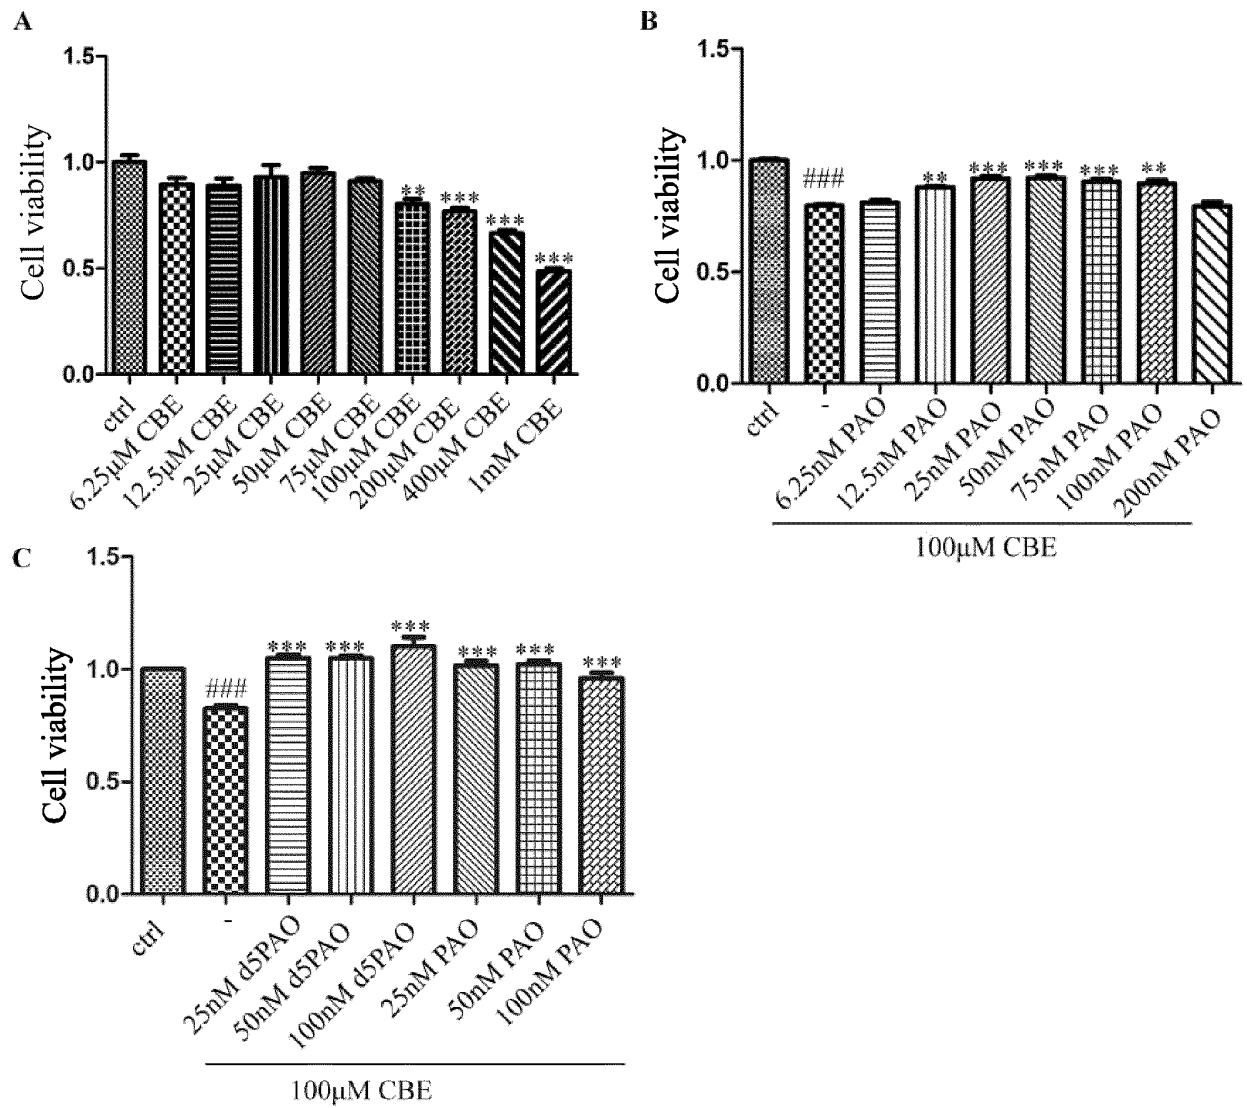 A
Cell viability
1.5
1.0
0.5
0.0
**
***
***
***
ctrl
6.25μM CBE
12.5μM CBE
25μM CBE
50μM CBE
75μM CBE
100μM CBE
200μM CBE
400μM CBE
1mM CBE
B
Cell viability
1.5
1.0
0.5
0.0
###
**
***
***
***
**
ctrl
-
6.25nM PAO
12.5nM PAO
25nM PAO
50nM PAO
75nM PAO
100nM PAO
200nM PAO
100μM CBE
C
Cell viability
1.5
1.0
0.5
0.0
###
***
***
***
***
***
***
ctrl
-
25nM d5PAO
50nM d5PAO
100nM d5PAO
25nM PAO
50nM PAO
100nM PAO
100μM CBE